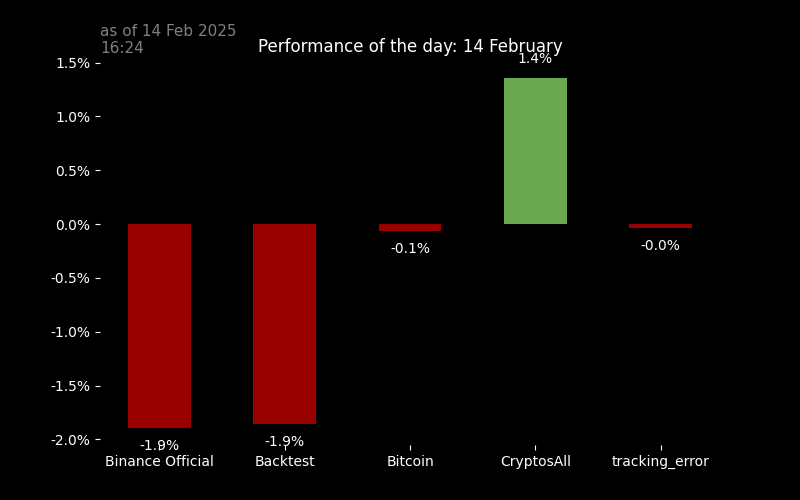 as of 14 Feb 2025
16:24
Performance of the day: 14 February
1.5%
1.4%
1.0%
0.5%
0.0%
-0.1%
-0.0%
-0.5%
-1.0%
-1.5%
-2.0%
-1.9%
-1.9%
Binance Official
Backtest
Bitcoin
CryptosAll
tracking_error